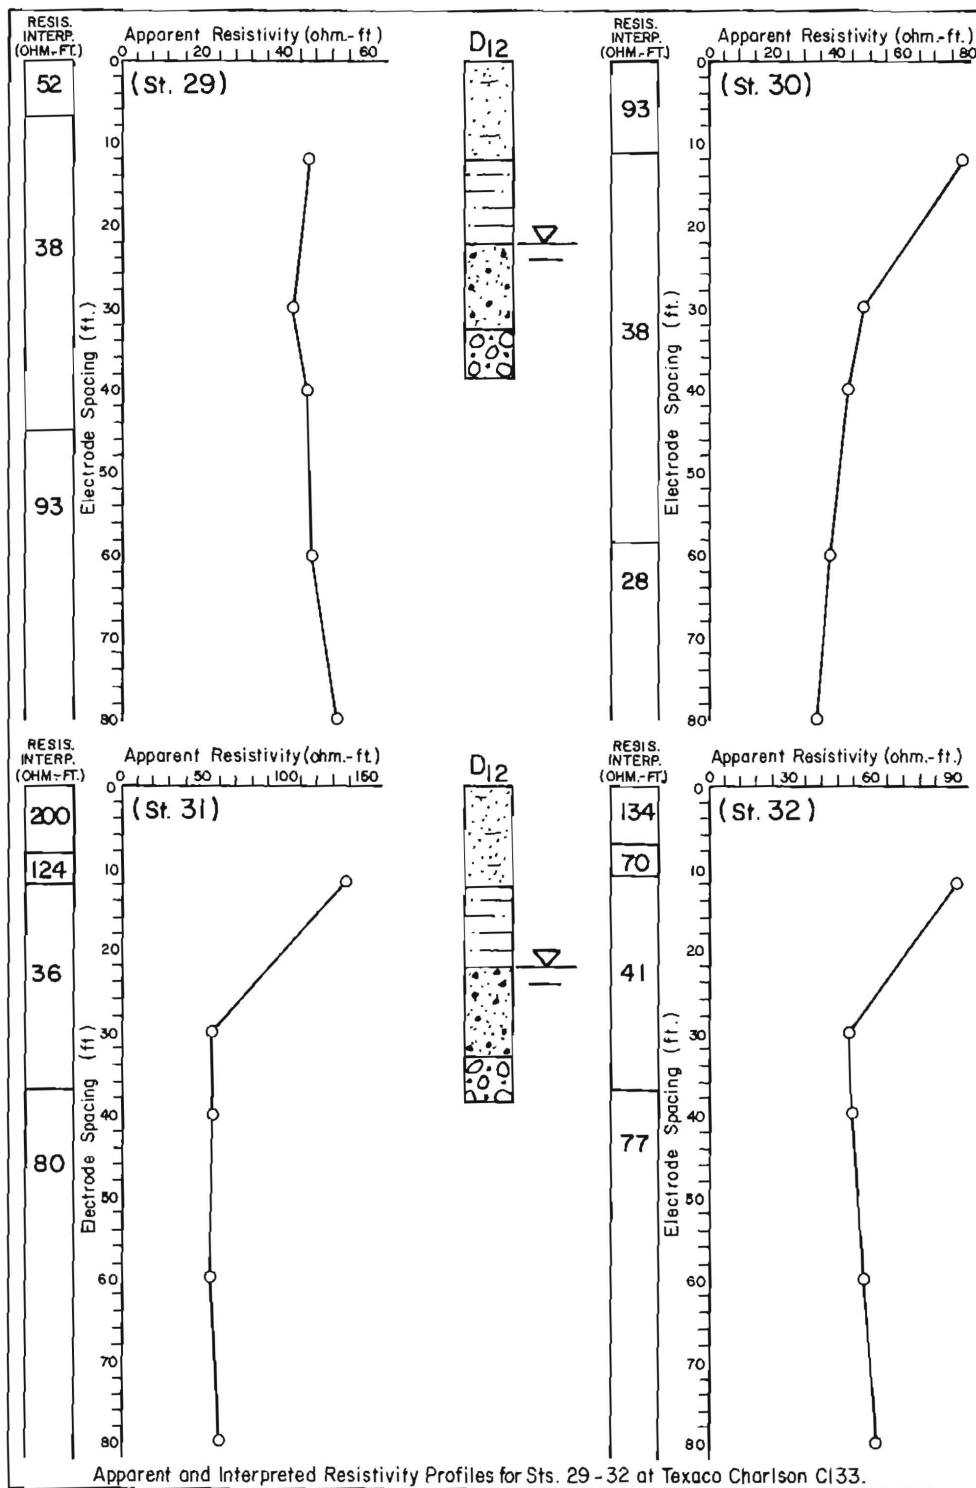 RESIS.
INTERP.
(OHM.-FT.)
52
38
93
Apparent Resistivity (ohm.-ft.)
0 20 40 60
(St. 29)
Electrode Spacing (ft.)
0
10
20
30
40
50
60
70
80
D12
RESIS.
INTERP.
(OHM.-FT.)
93
38
28
Apparent Resistivity (ohm.-ft.)
0 20 40 60 80
(St. 30)
Electrode Spacing (ft.)
0
10
20
30
40
50
60
70
80
RESIS.
INTERP.
(OHM.-FT.)
200
124
36
80
Apparent Resistivity (ohm.-ft.)
0 50 100 150
(St. 31)
Electrode Spacing (ft)
0
10
20
30
40
50
60
70
80
D12
RESIS.
INTERP.
(OHM.-FT.)
134
70
41
77
Apparent Resistivity (ohm.-ft.)
0 30 60 90
(St. 32)
Electrode Spacing (ft.)
0
10
20
30
40
50
60
70
80
Apparent and Interpreted Resistivity Profiles for Sts. 29-32 at Texaco Charlson C133.